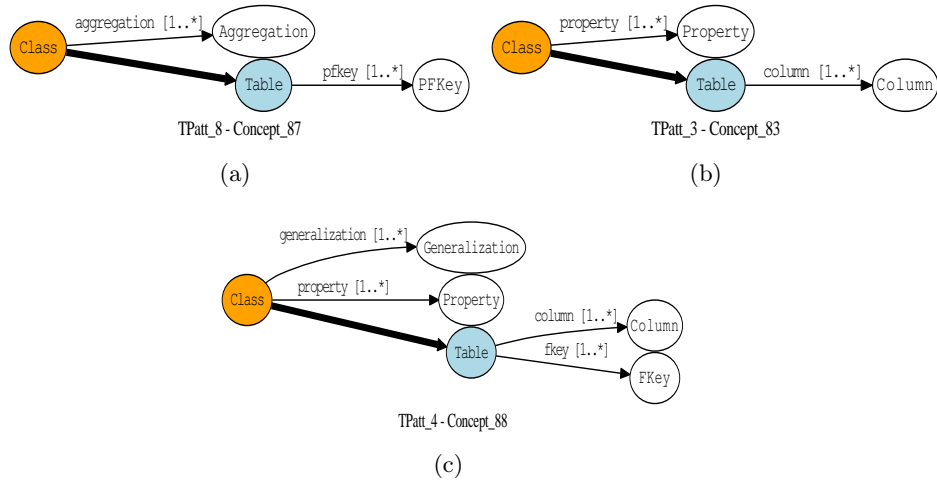 aggregation [1..*]
Class
Aggregation
Table
pfkey [1..*]
PFKey
TPatt_8 - Concept_87
(a)
property [1..*]
Class
Property
Table
column [1..*]
Column
TPatt_3 - Concept_83
(b)
generalization [1..*]
Generalization
Class
property [1..*]
Property
Table
column [1..*]
Column
fkey [1..*]
FKey
TPatt_4 - Concept_88
(c)